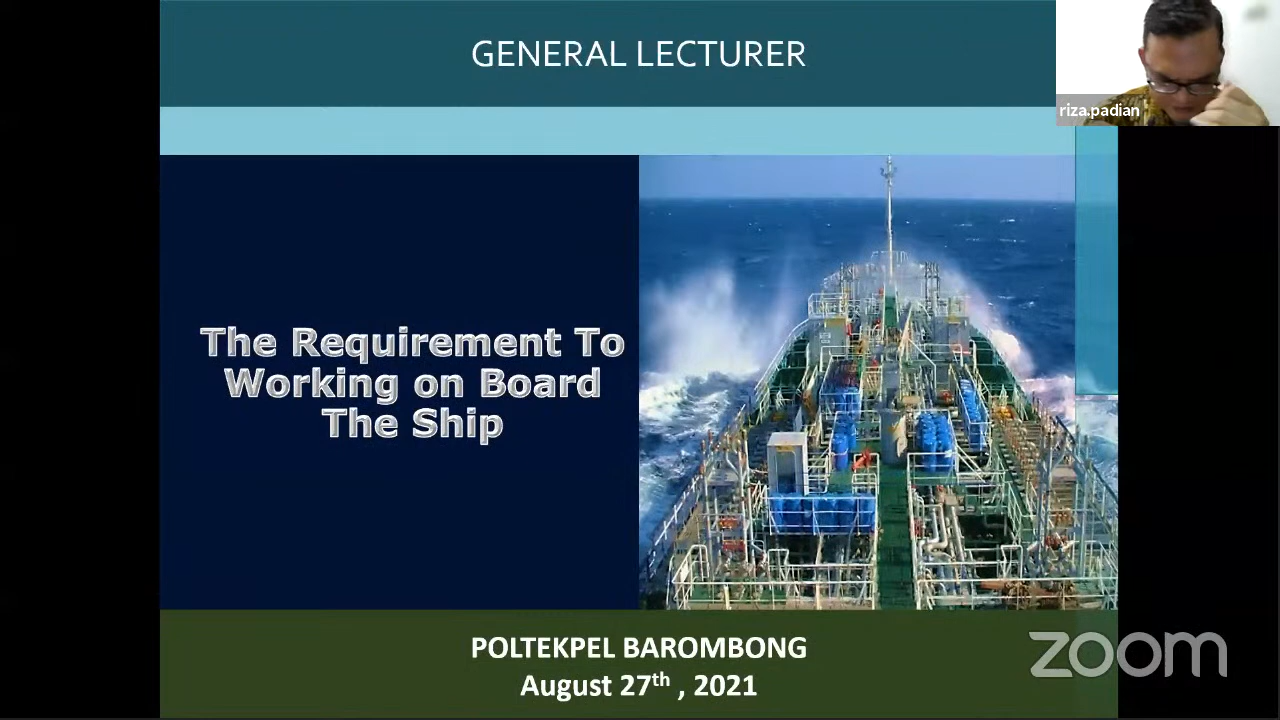 GENERAL LECTURER
riza.padian
The Requirement To
Working on Board
The Ship
POLTEKPEL BAROMBONG
August 27th , 2021
zoom